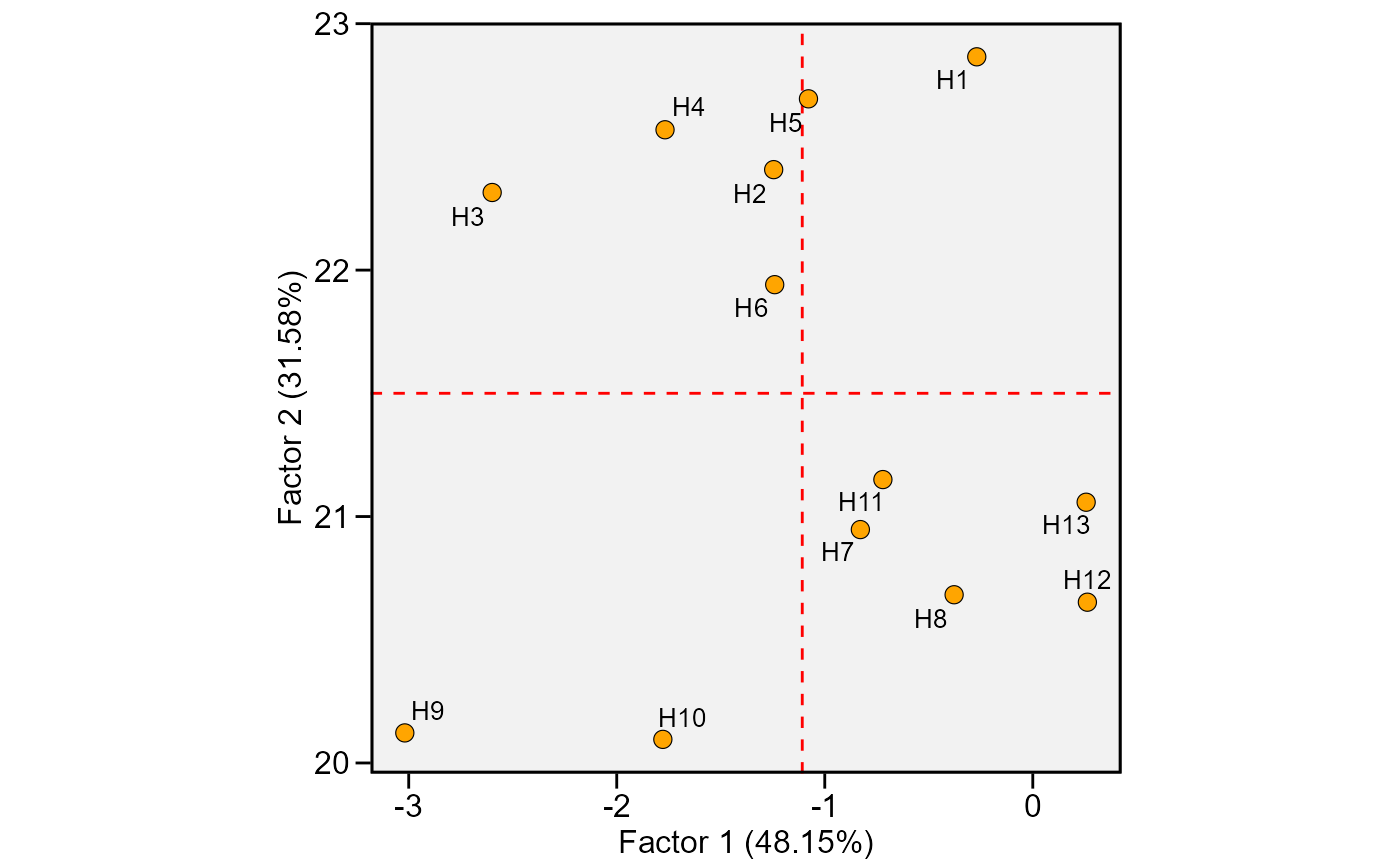 23
H1
H4
H5
H2
H3
22
H6
Factor 2 (31.58%)
H11
21
H13
H7
H12
H8
H9
H10
20
-3
-2
-1
0
Factor 1 (48.15%)